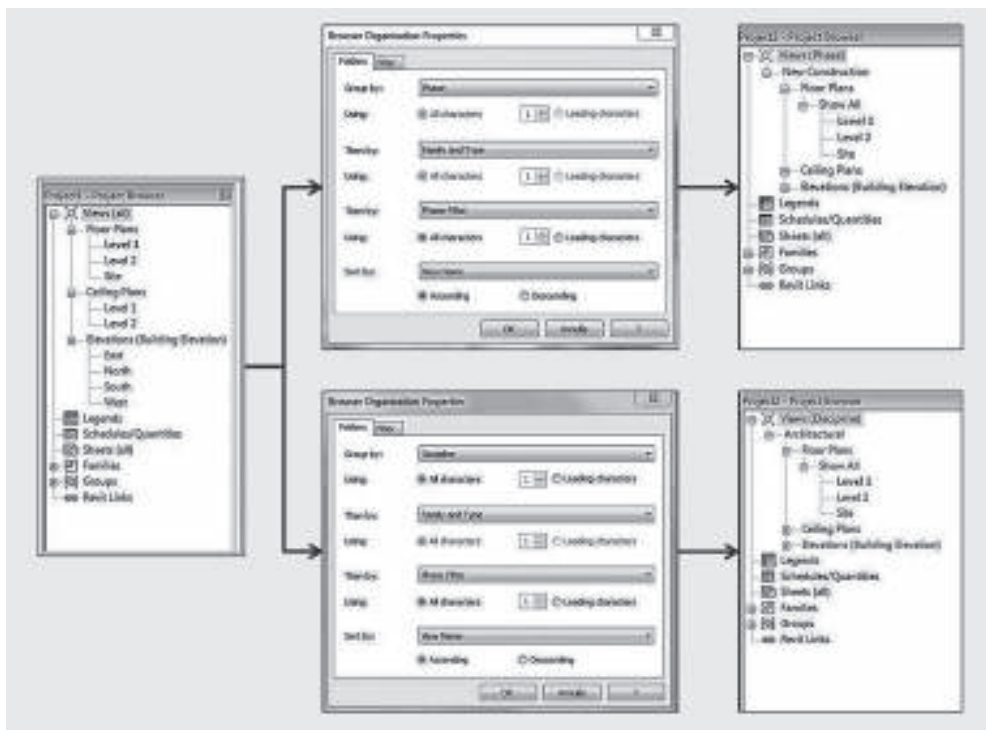 Project1 - Project Browser
Views (all)
Floor Plans
Level 1
Level 2
Site
Ceiling Plans
Level 1
Level 2
Elevations (Building Elevation)
East
North
South
West
Legends
Schedules/Quantities
Sheets (all)
Families
Groups
Revit Links
Browser Organization Properties
Folders
Group by:
Phase
Using:
All characters
1
Leading characters
Then by:
Family and Type
Using:
All characters
1
Leading characters
Then by:
Phase Filter
Using:
All characters
1
Leading characters
Sort by:
View Name
Ascending
Descending
OK
Annulla
Project1 - Project Browser
Views (Phase)
New Construction
Floor Plans
Show All
Level 1
Level 2
Site
Ceiling Plans
Elevations (Building Elevation)
Legends
Schedules/Quantities
Sheets (all)
Families
Groups
Revit Links
Browser Organization Properties
Folders
Group by:
Discipline
Using:
All characters
1
Leading characters
Then by:
Family and Type
Using:
All characters
1
Leading characters
Then by:
Phase Filter
Using:
All characters
1
Leading characters
Sort by:
View Name
Ascending
Descending
OK
Annulla
Project1 - Project Browser
Views (Discipline)
Architectural
Floor Plans
Show All
Level 1
Level 2
Site
Ceiling Plans
Elevations (Building Elevation)
Legends
Schedules/Quantities
Sheets (all)
Families
Groups
Revit Links